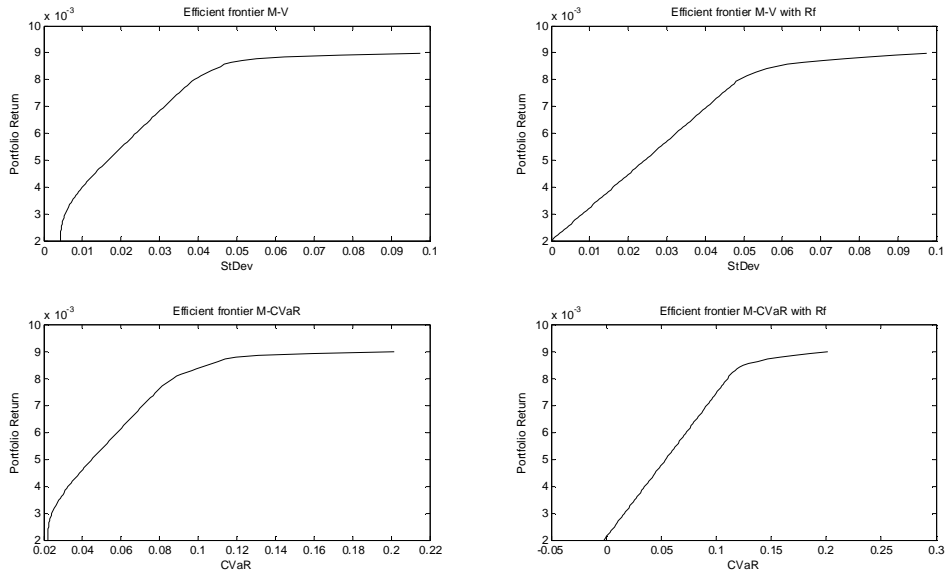 Efficient frontier M-V
x 10⁻³
10
9
8
7
6
5
4
3
2
Portfolio Return
0 0.01 0.02 0.03 0.04 0.05 0.06 0.07 0.08 0.09 0.1
StDev
Efficient frontier M-V with Rf
x 10⁻³
10
9
8
7
6
5
4
3
2
Portfolio Return
0 0.01 0.02 0.03 0.04 0.05 0.06 0.07 0.08 0.09 0.1
StDev
Efficient frontier M-CVaR
x 10⁻³
10
9
8
7
6
5
4
3
2
Portfolio Return
0.02 0.04 0.06 0.08 0.1 0.12 0.14 0.16 0.18 0.2 0.22
CVaR
Efficient frontier M-CVaR with Rf
x 10⁻³
10
9
8
7
6
5
4
3
2
Portfolio Return
-0.05 0 0.05 0.1 0.15 0.2 0.25 0.3
CVaR